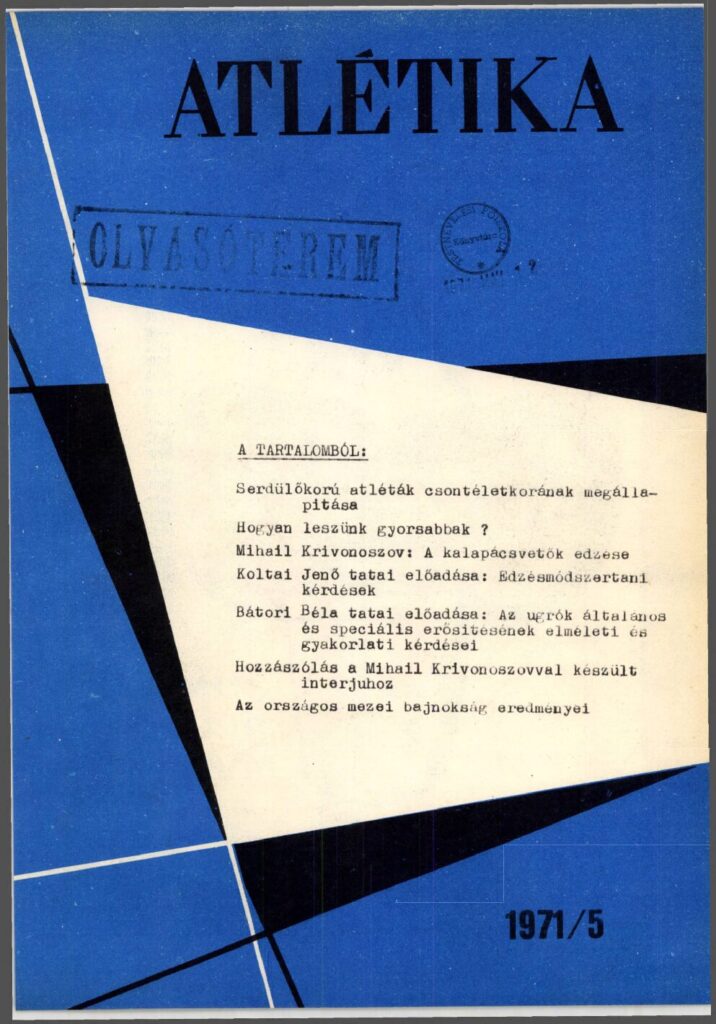 ATLÉTIKA
OLVASÓTEREM
A TARTALOMBÓL:
Serdülőkorú atléták csontéletkorának megálla-
pitása
Hogyan leszünk gyorsabbak ?
Mihail Krivonoszov: A kalapácsvetők edzése
Koltai Jenő tatai előadása: Edzésmódszertani
kérdések
Bátori Béla tatai előadása: Az ugrók általános
és speciális erősitésének elméleti és
gyakorlati kérdései
Hozzászólás a Mihail Krivonoszovval készült
interjuhoz
Az országos mezei bajnokság eredményei
1971/5